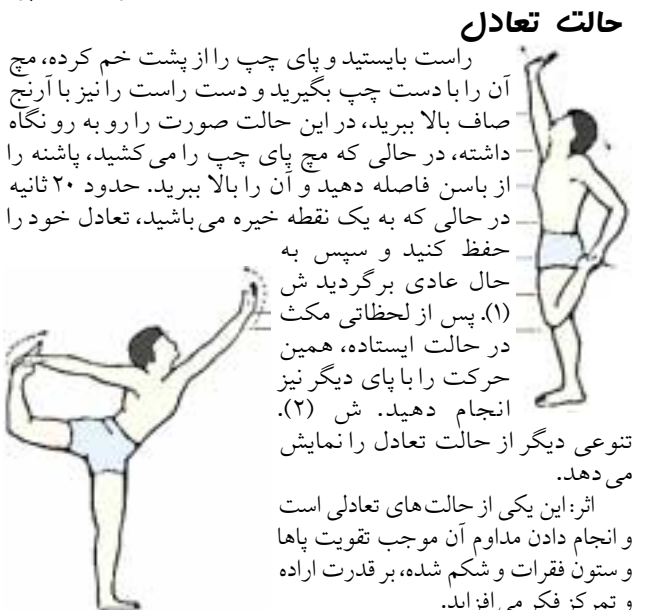 حالت تعادل
راست بایستید و پای چپ را از پشت خم کرده، مچ
آن را با دست چپ بگیرید و دست راست را نیز با آرنج
صاف بالا ببرید، در این حالت صورت را رو به رو نگاه
داشته، در حالی که مچ پای چپ را می‌کشید، پاشنه را
از باسن فاصله دهید و آن را بالا ببرید. حدود ۲۰ ثانیه
در حالی که به یک نقطه خیره می‌باشید، تعادل خود را
حفظ کنید و سپس به
حال عادی برگردید ش
(۱). پس از لحظاتی مکث
در حالت ایستاده، همین
حرکت را با پای دیگر نیز
انجام دهید. ش (۲).
تنوعی دیگر از حالت تعادل را نمایش
می‌دهد.
اثر: این یکی از حالت‌های تعادلی است
و انجام دادن مداوم آن موجب تقویت پاها
و ستون فقرات و شکم شده، بر قدرت اراده
و تمرکز فکر می‌افزاید.